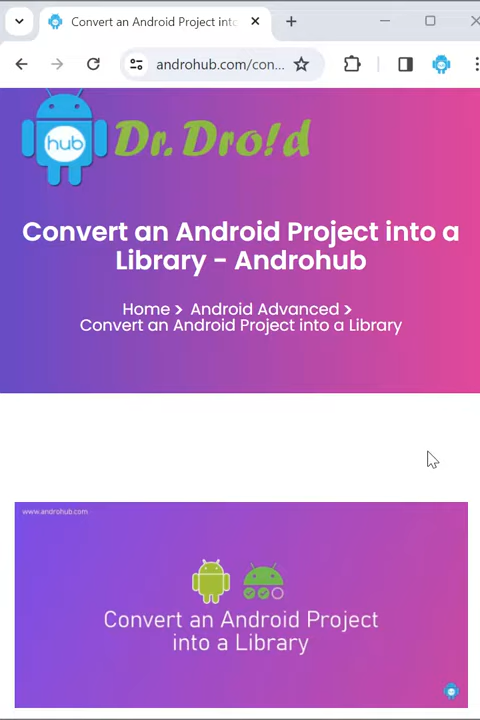 Convert an Android Project into
androhub.com/con...
hub
Dr.Dro!d
Convert an Android Project into a
Library - Androhub
Home > Android Advanced >
Convert an Android Project into a Library
www.androhub.com
Convert an Android Project
into a Library